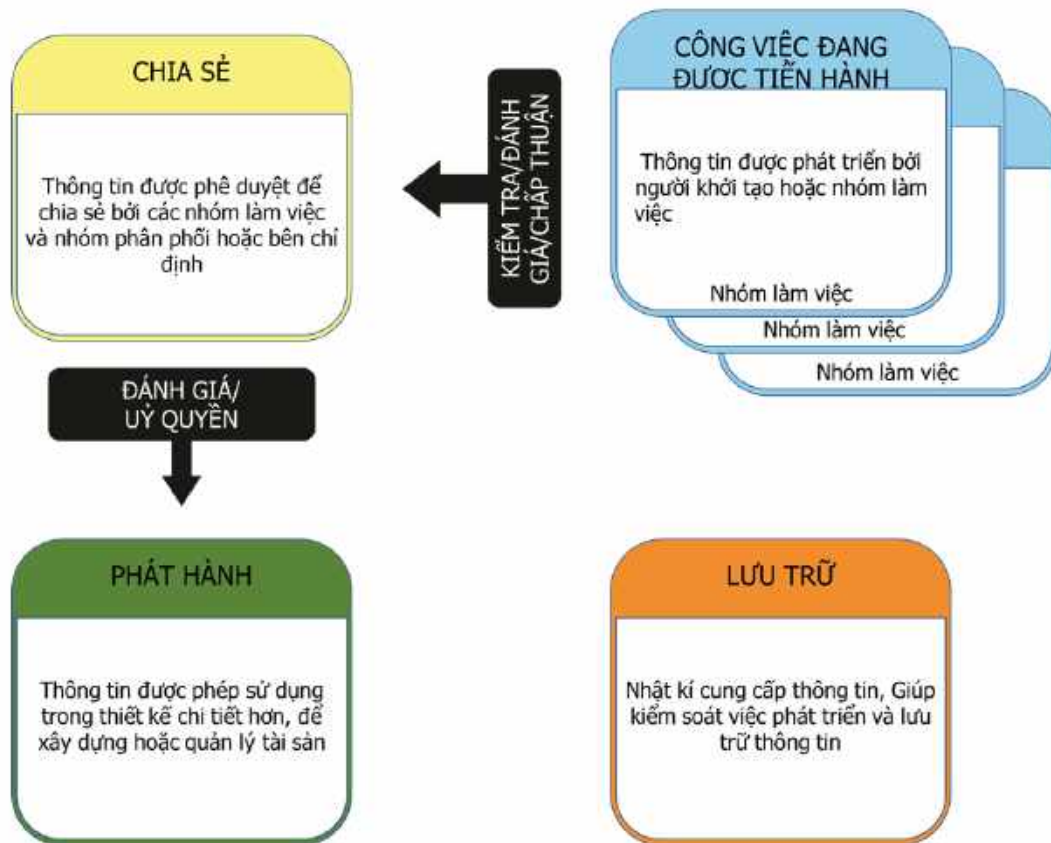 CHIA SẺ
Thông tin được phê duyệt để
chia sẻ bởi các nhóm làm việc
và nhóm phân phối hoặc bên chỉ
định
KIỂM TRA/ĐÁNH
GIÁ/CHẤP THUẬN
CÔNG VIỆC ĐANG
ĐƯỢC TIẾN HÀNH
Thông tin được phát triển bởi
người khởi tạo hoặc nhóm làm
việc
Nhóm làm việc
Nhóm làm việc
Nhóm làm việc
ĐÁNH GIÁ/
UỶ QUYỀN
PHÁT HÀNH
Thông tin được phép sử dụng
trong thiết kế chi tiết hơn, để
xây dựng hoặc quản lý tài sản
LƯU TRỮ
Nhật kí cung cấp thông tin, Giúp
kiểm soát việc phát triển và lưu
trữ thông tin